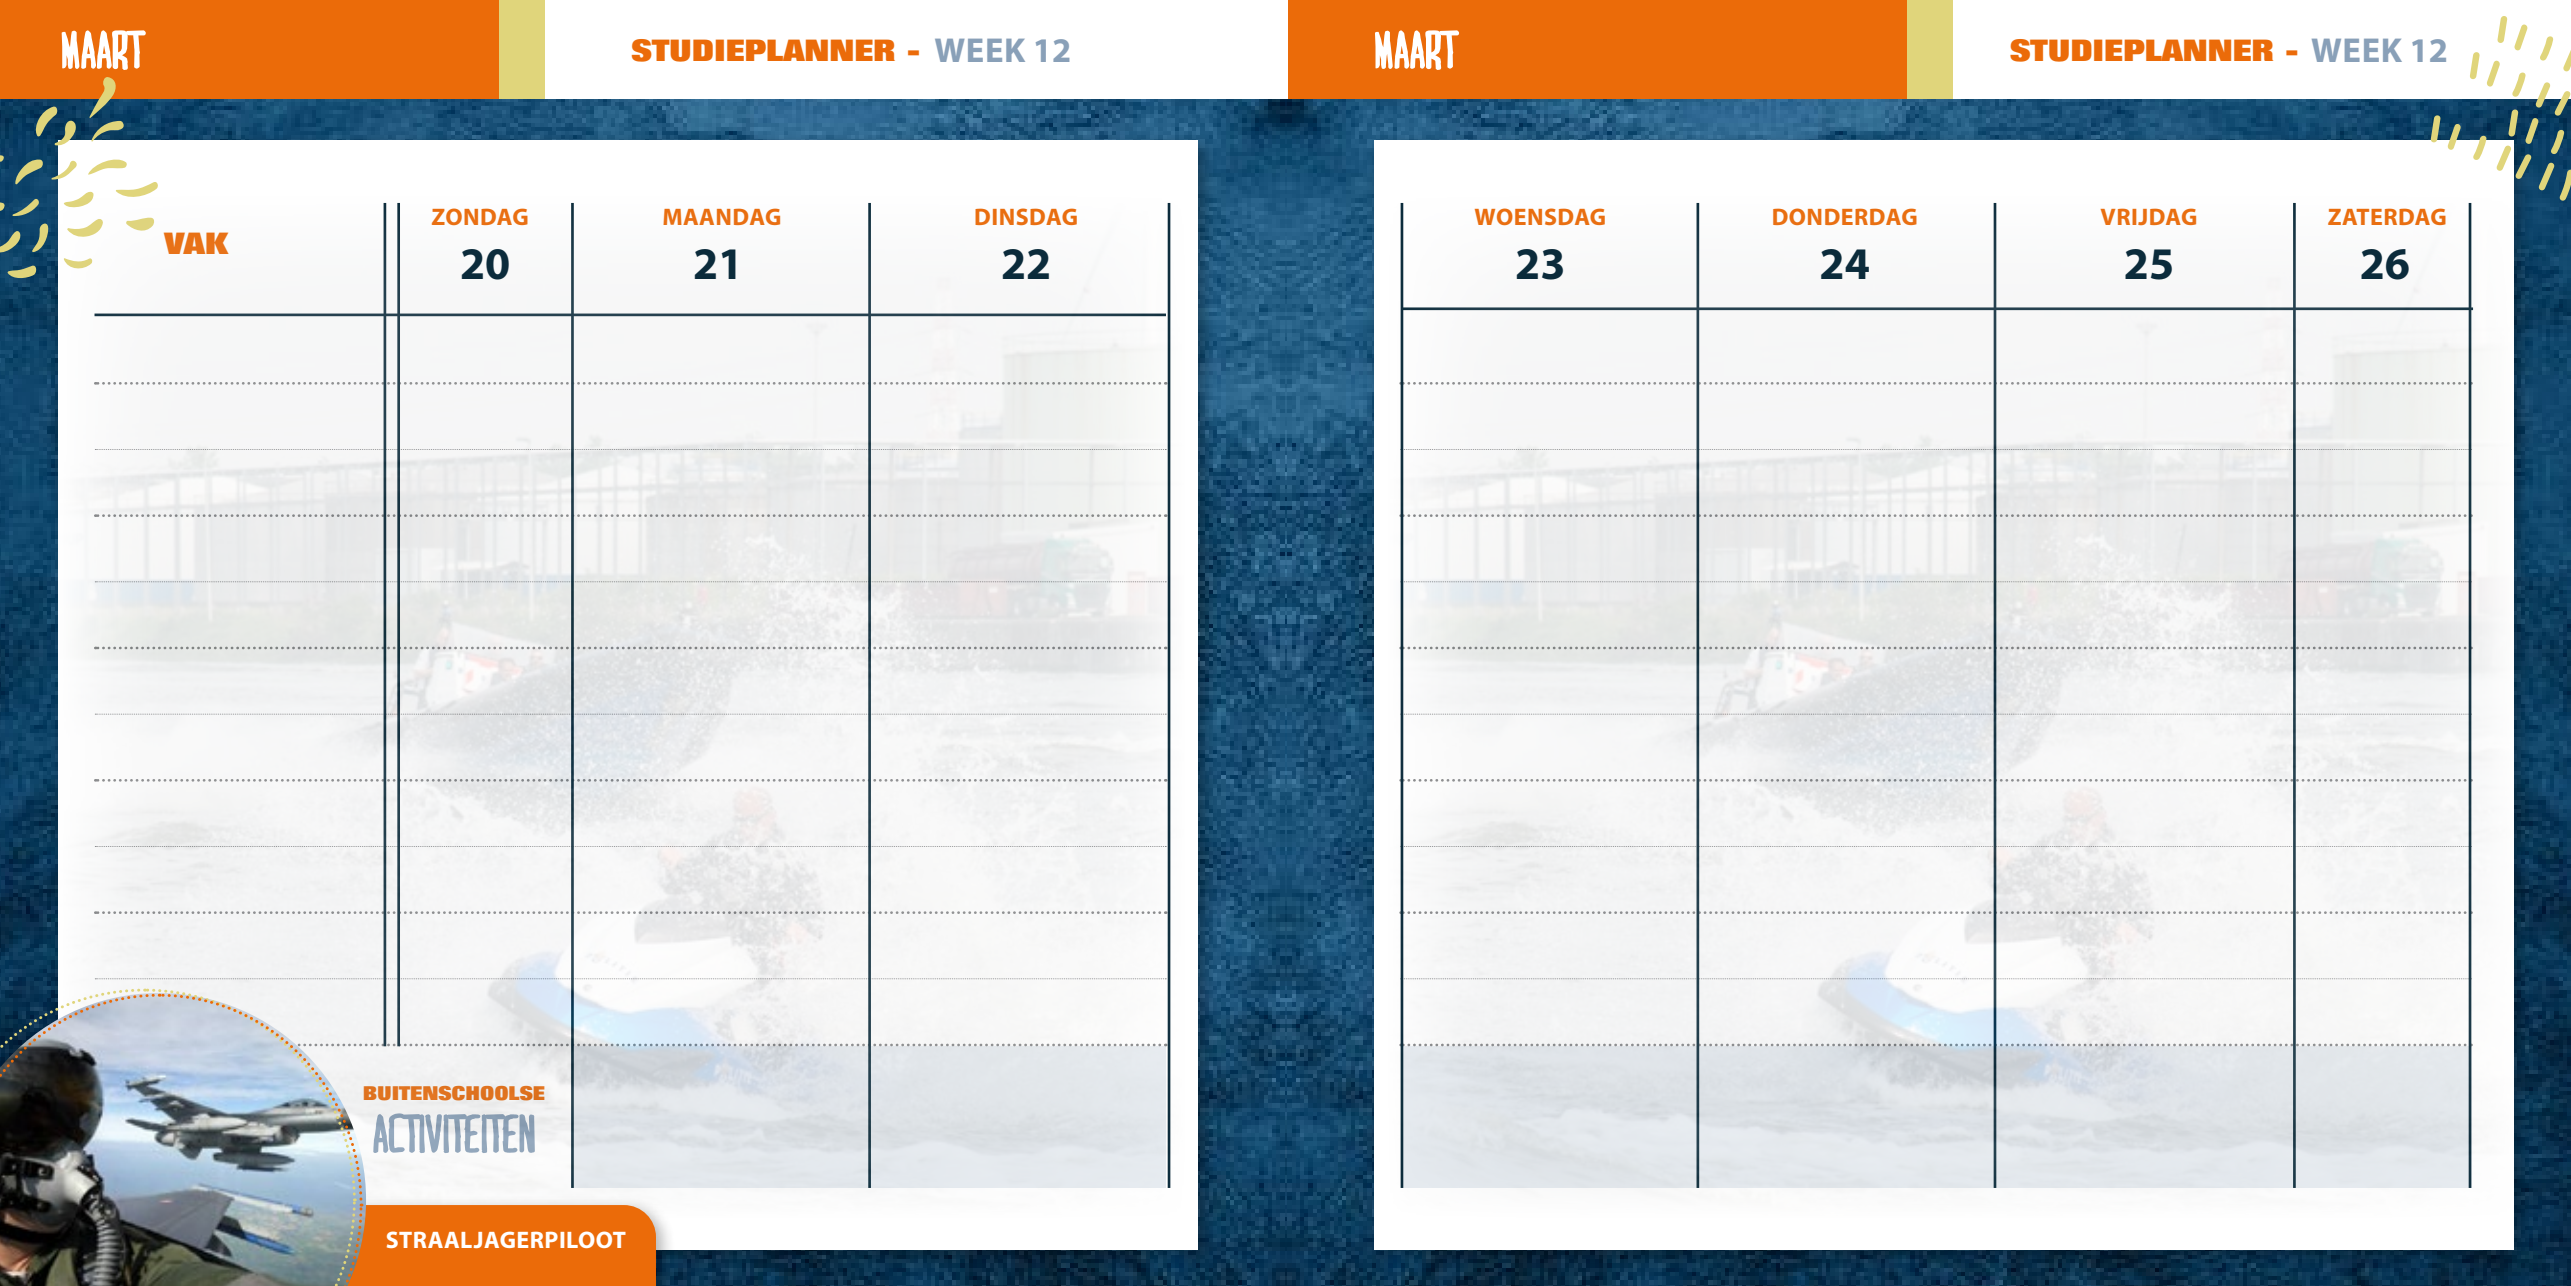 MAART
STUDIEPLANNER - WEEK 12
MAART
STUDIEPLANNER - WEEK 12
VAK
ZONDAG
20
MAANDAG
21
DINSDAG
22
WOENSDAG
23
DONDERDAG
24
VRIJDAG
25
ZATERDAG
26
BUITENSCHOOLSE
ACTIVITEITEN
STRAALJAGERPILOOT